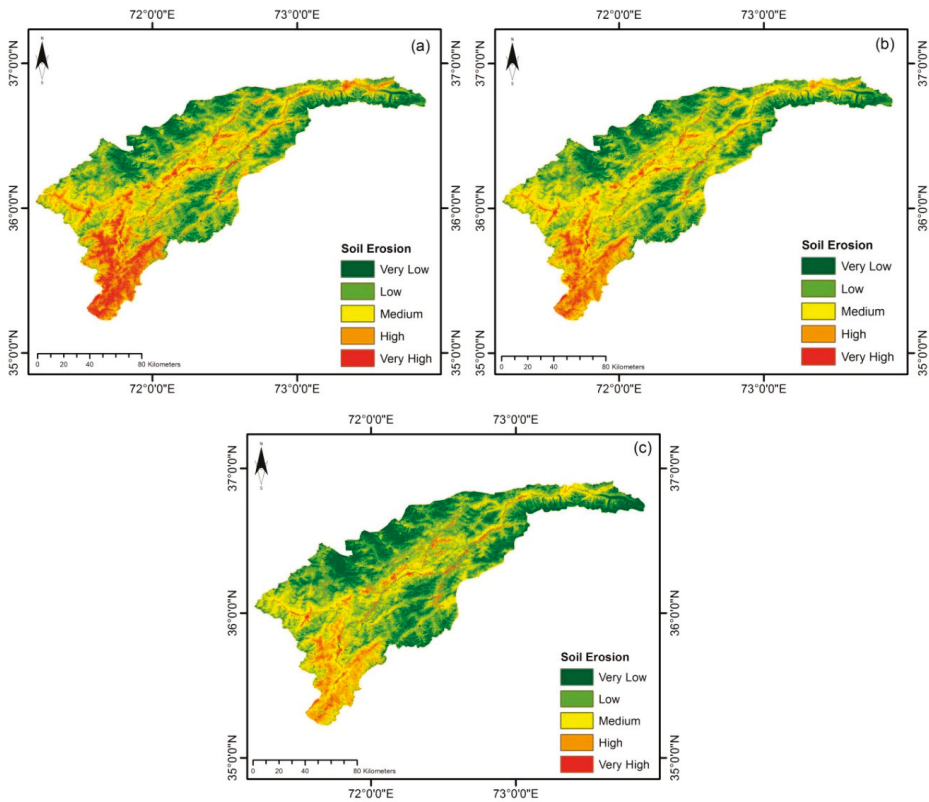 72°0'0"E 73°0'0"E
(a)
N
S
37°0'0"N
36°0'0"N
35°0'0"N
37°0'0"N
36°0'0"N
35°0'0"N
Soil Erosion
Very Low
Low
Medium
High
Very High
0 20 40 80 Kilometers
72°0'0"E 73°0'0"E
72°0'0"E 73°0'0"E
(b)
N
S
37°0'0"N
36°0'0"N
35°0'0"N
37°0'0"N
36°0'0"N
35°0'0"N
Soil Erosion
Very Low
Low
Medium
High
Very High
0 20 40 80 Kilometers
72°0'0"E 73°0'0"E
72°0'0"E 73°0'0"E
(c)
N
S
37°0'0"N
36°0'0"N
35°0'0"N
37°0'0"N
36°0'0"N
35°0'0"N
Soil Erosion
Very Low
Low
Medium
High
Very High
0 20 40 80 Kilometers
72°0'0"E 73°0'0"E